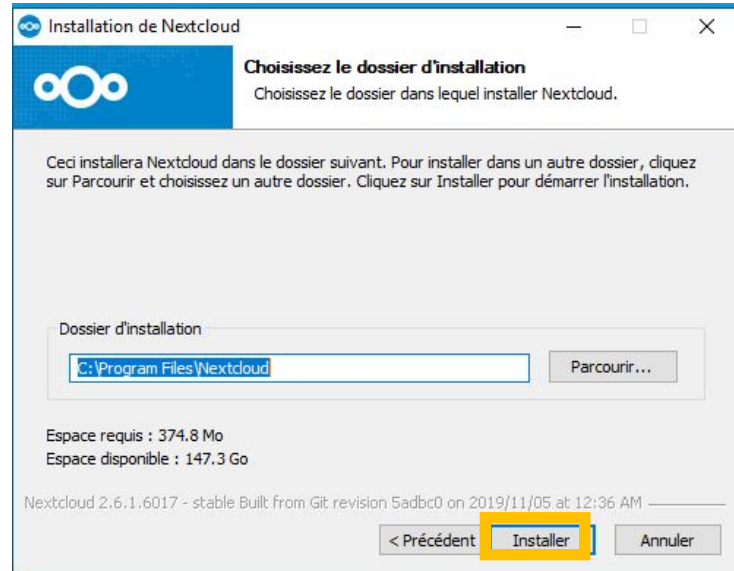 Installation de Nextcloud
Choisissez le dossier d'installation
Choisissez le dossier dans lequel installer Nextcloud.
Ceci installera Nextcloud dans le dossier suivant. Pour installer dans un autre dossier, cliquez
sur Parcourir et choisissez un autre dossier. Cliquez sur Installer pour démarrer l'installation.
Dossier d'installation
C:\Program Files\Nextcloud
Parcourir...
Espace requis : 374.8 Mo
Espace disponible : 147.3 Go
Nextcloud 2.6.1.6017 - stable Built from Git revision 5adbc0 on 2019/11/05 at 12:36 AM
< Précédent Installer Annuler